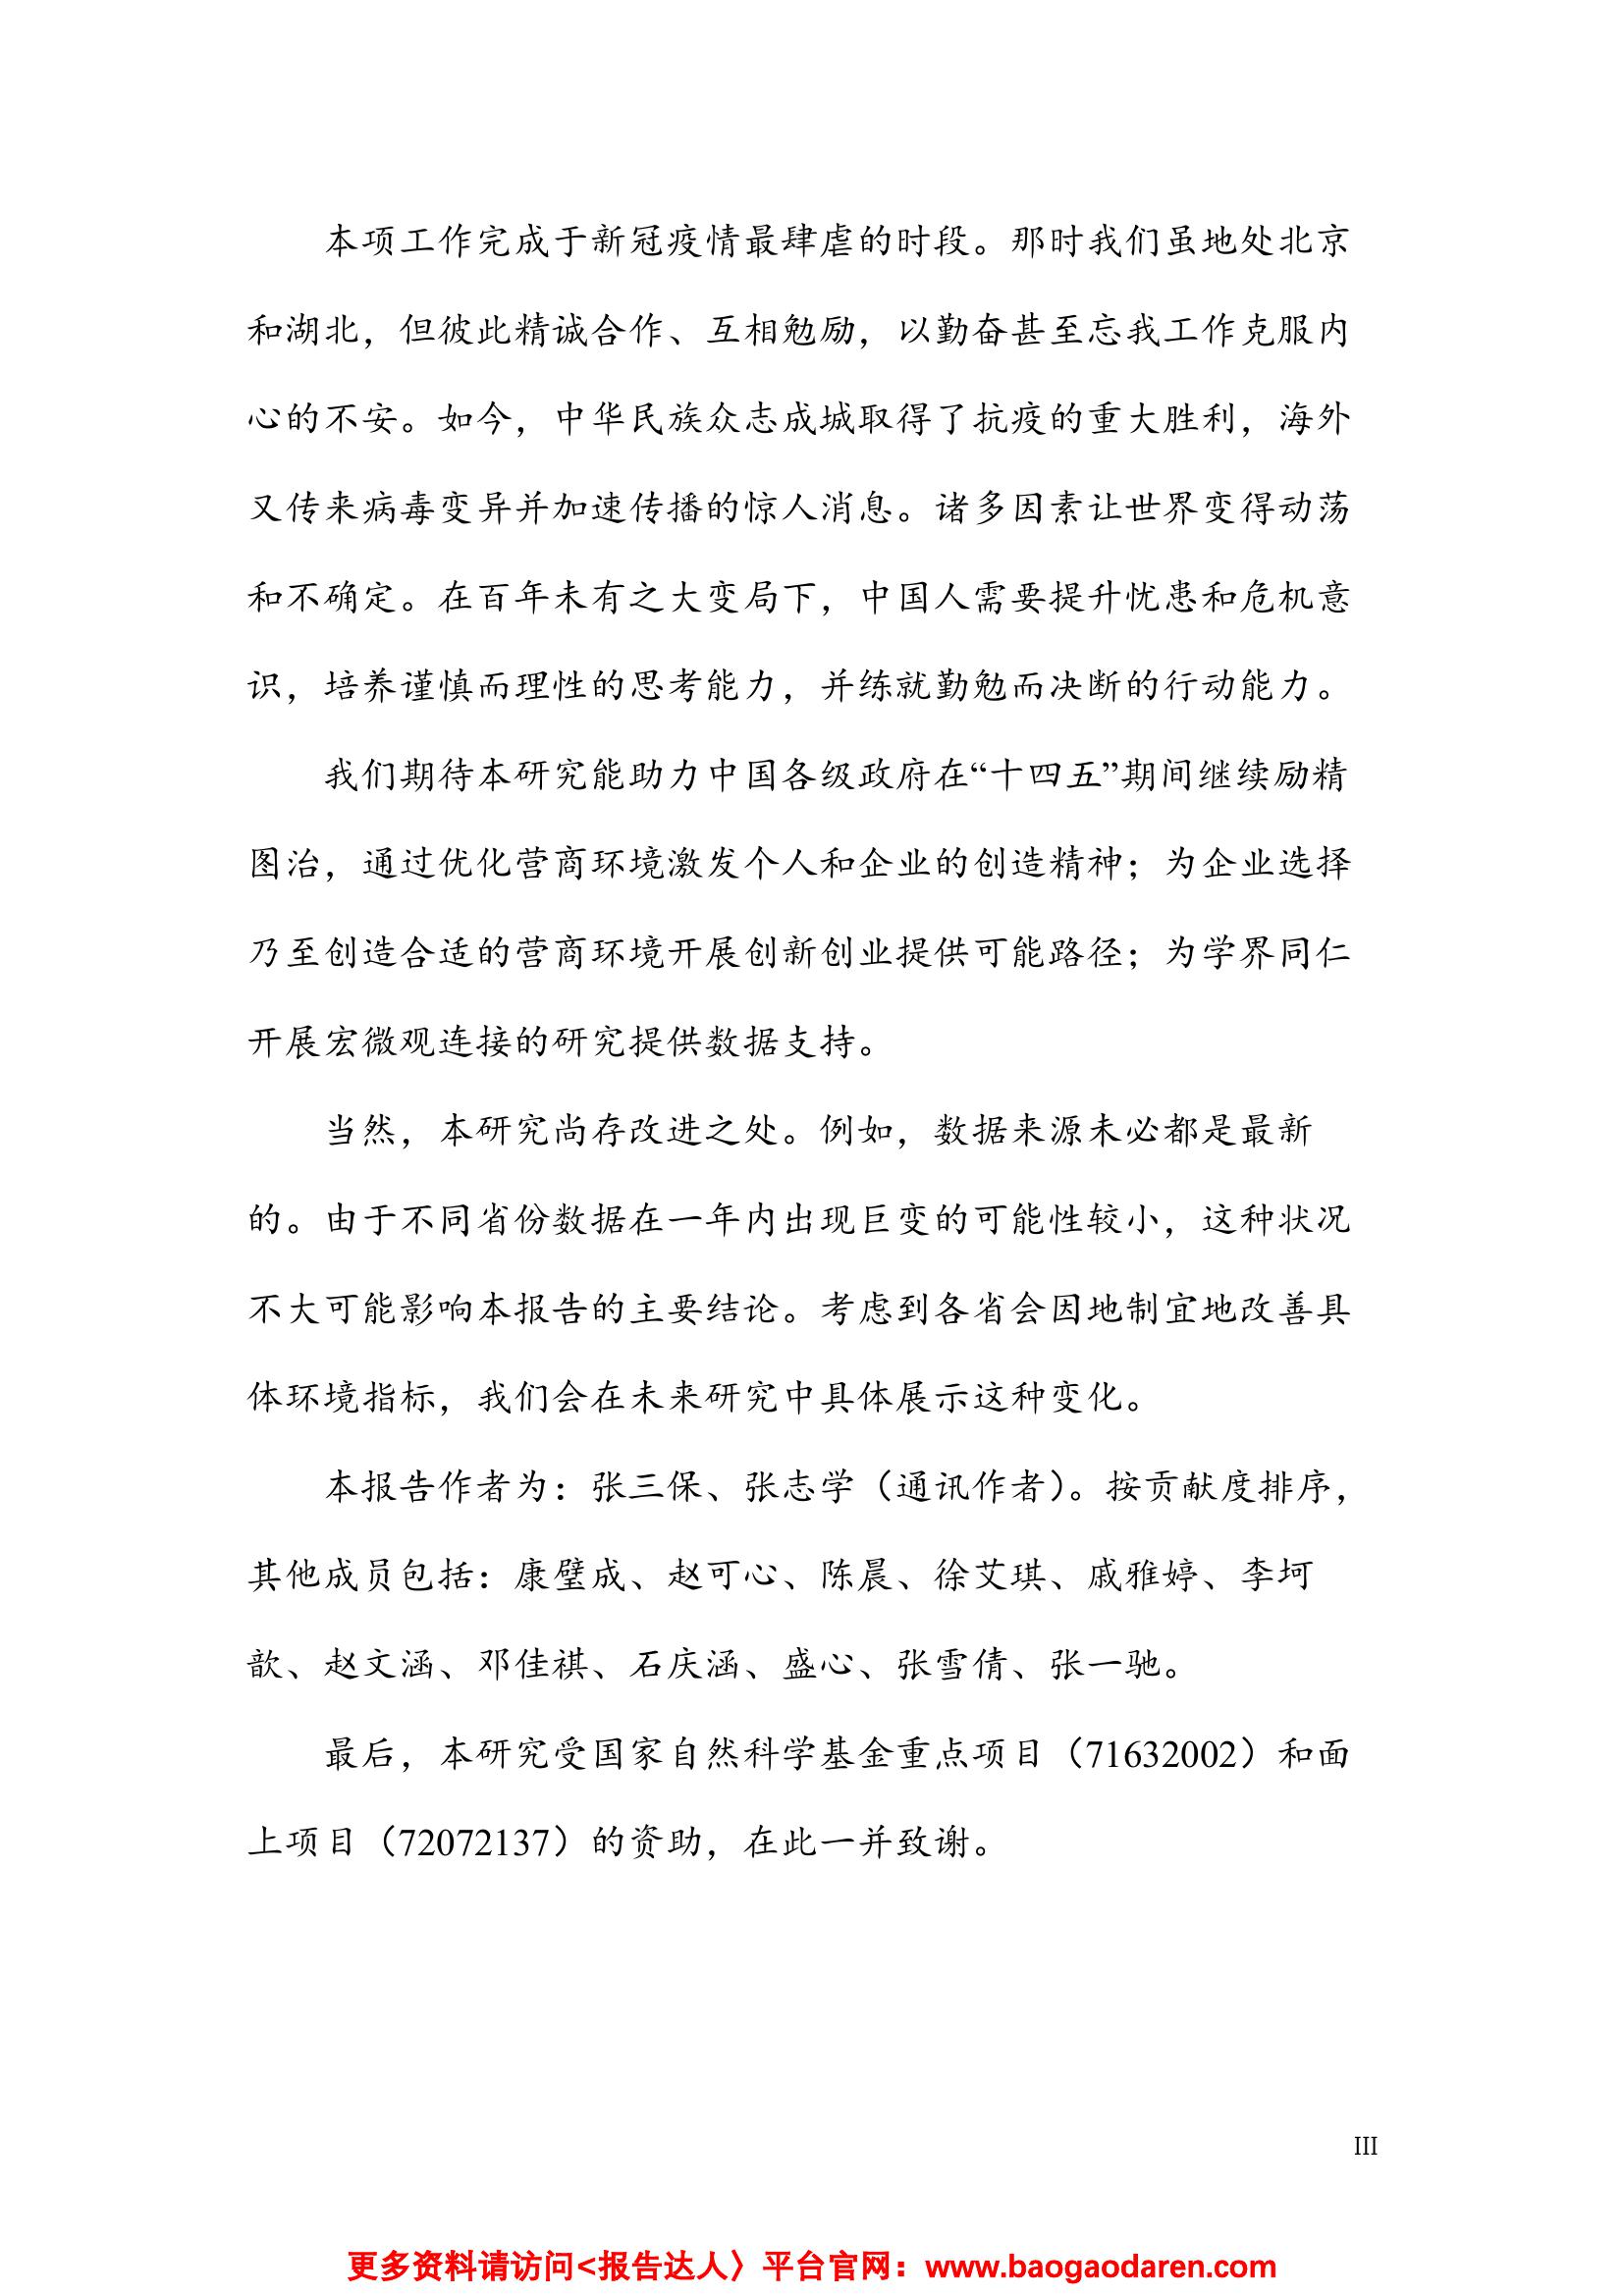 本项工作完成于新冠疫情最肆虐的时段。那时我们虽地处北京
和湖北，但彼此精诚合作、互相勉励，以勤奋甚至忘我工作克服内
心的不安。如今，中华民族众志成城取得了抗疫的重大胜利，海外
又传来病毒变异并加速传播的惊人消息。诸多因素让世界变得动荡
和不确定。在百年未有之大变局下，中国人需要提升忧患和危机意
识，培养谨慎而理性的思考能力，并练就勤勉而决断的行动能力。
我们期待本研究能助力中国各级政府在“十四五”期间继续励精
图治，通过优化营商环境激发个人和企业的创造精神；为企业选择
乃至创造合适的营商环境开展创新创业提供可能路径；为学界同仁
开展宏微观连接的研究提供数据支持。
当然，本研究尚存改进之处。例如，数据来源未必都是最新
的。由于不同省份数据在一年内出现巨变的可能性较小，这种状况
不大可能影响本报告的主要结论。考虑到各省会因地制宜地改善具
体环境指标，我们会在未来研究中具体展示这种变化。
本报告作者为：张三保、张志学（通讯作者）。按贡献度排序，
其他成员包括：康璧成、赵可心、陈晨、徐艾琪、戚雅婷、李坷
歆、赵文涵、邓佳祺、石庆涵、盛心、张雪倩、张一驰。
最后，本研究受国家自然科学基金重点项目（71632002）和面
上项目（72072137）的资助，在此一并致谢。
III
更多资料请访问<报告达人〉平台官网：www.baogaodaren.com